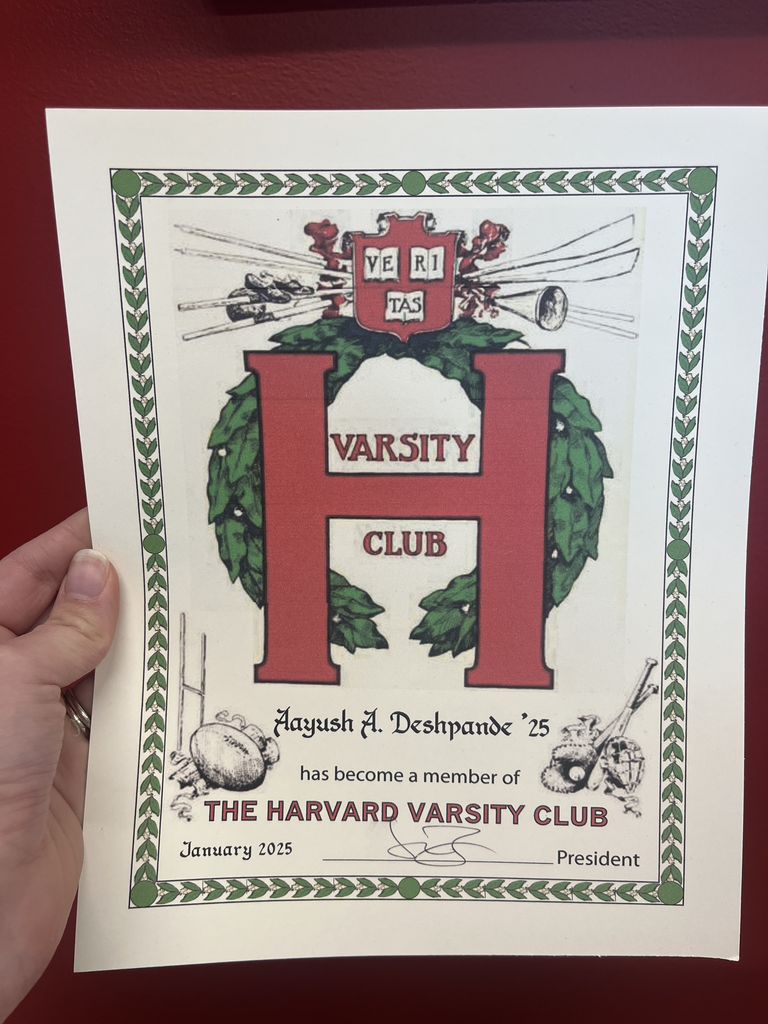 VE RI
TAS
VARSITY
CLUB
Aayush A. Deshpande '25
has become a member of
THE HARVARD VARSITY CLUB
January 2025
President